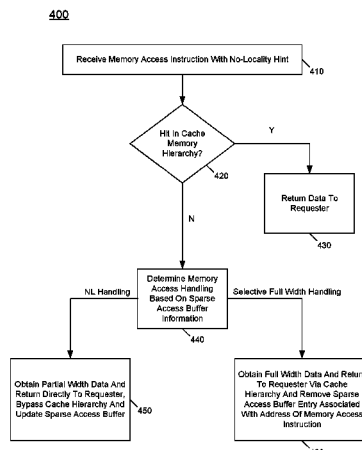 400
Receive Memory Access Instruction With No-Locality Hint
410
Hit In Cache
Memory
Hierarchy?
Y
420
N
Return Data To
Requester
430
NL Handling
Determine Memory
Access Handling
Based On Sparse
Access Buffer
Information
Selective Full Width Handling
440
Obtain Partial Width Data And
Return Directly To Requester,
Bypass Cache Hierarchy And
Update Sparse Access Buffer
450
Obtain Full Width Data And Return
To Requester Via Cache
Hierarchy And Remove Sparse
Access Buffer Entry Associated
With Address Of Memory Access
Instruction